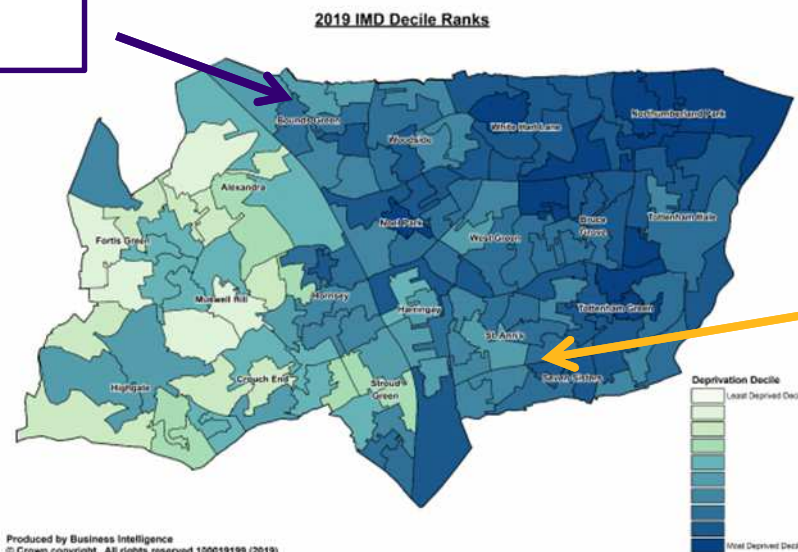 2019 IMD Decile Ranks
Bounds Green
Woodside
White Hart Lane
Northumberland Park
Alexandra
Noel Park
West Green
Bruce
Grove
Tottenham Hale
Fortis Green
Muswell Hill
Hornsey
Harringay
Tottenham Green
St. Ann's
Seven Sisters
Highgate
Crouch End
Stroud
Green
Deprivation Decile
Least Deprived Deci
Most Deprived Decil
Produced by Business Intelligence
© Crown copyright. All rights reserved 100019199 (2019)